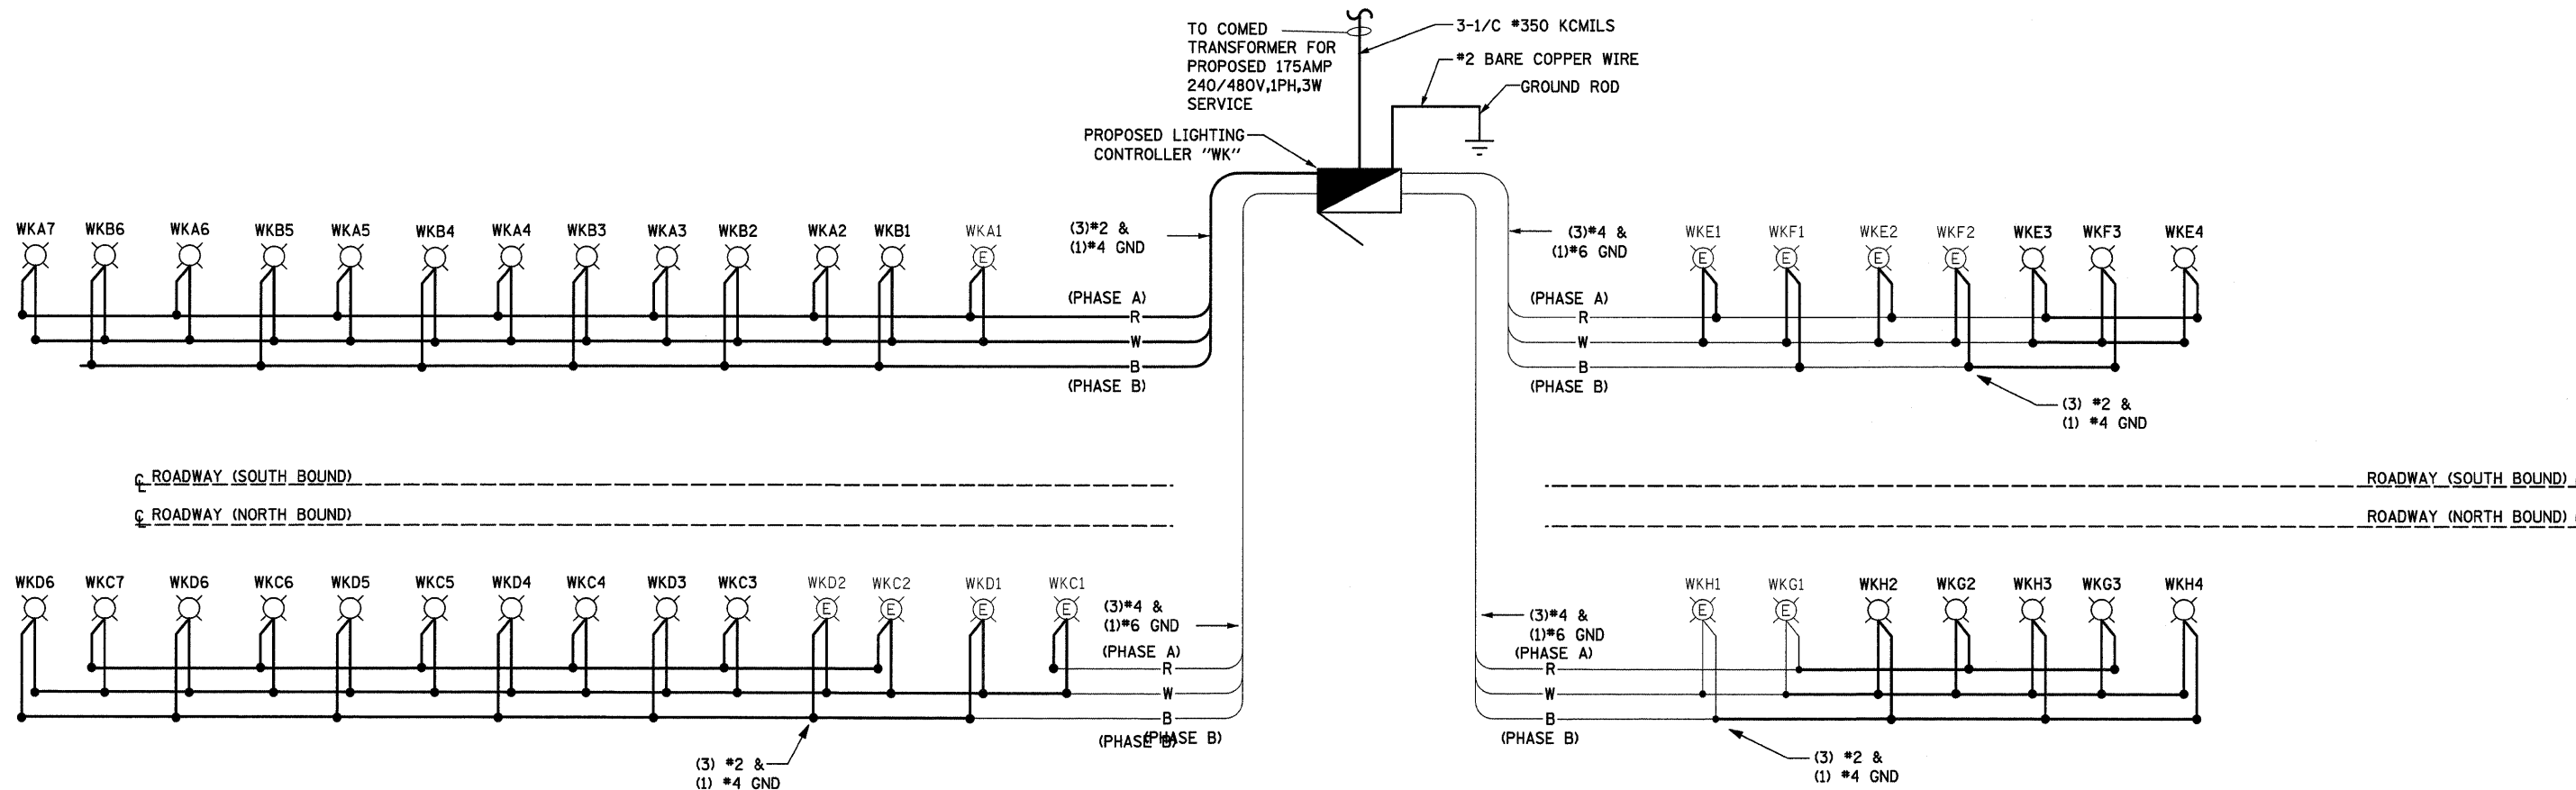 TO COMED
TRANSFORMER FOR
PROPOSED 175AMP
240/480V,1PH,3W
SERVICE
3-1/C #350 KCMILS
#2 BARE COPPER WIRE
GROUND ROD
PROPOSED LIGHTING
CONTROLLER "WK"
WKA7 WKB6 WKA6 WKB5 WKA5 WKB4 WKA4 WKB3 WKA3 WKB2 WKA2 WKB1 WKA1
E
(3)#2 &
(1)#4 GND
(PHASE A)
R
W
B
(PHASE B)
(3)#4 &
(1)#6 GND
(PHASE A)
R
W
B
(PHASE B)
WKE1 WKF1 WKE2 WKF2 WKE3 WKF3 WKE4
E E E E
(3) #2 &
(1) #4 GND
℄ ROADWAY (SOUTH BOUND)
℄ ROADWAY (NORTH BOUND)
ROADWAY (SOUTH BOUND)
ROADWAY (NORTH BOUND)
WKD6 WKC7 WKD6 WKC6 WKD5 WKC5 WKD4 WKC4 WKD3 WKC3 WKD2 WKC2 WKD1 WKC1
E E E E
(3)#4 &
(1)#6 GND
(PHASE A)
R
W
B
(PHASE B)
(PHASE B)
(3) #2 &
(1) #4 GND
(3)#4 &
(1)#6 GND
(PHASE A)
R
W
B
(PHASE B)
WKH1 WKG1 WKH2 WKG2 WKH3 WKG3 WKH4
E E
(3) #2 &
(1) #4 GND